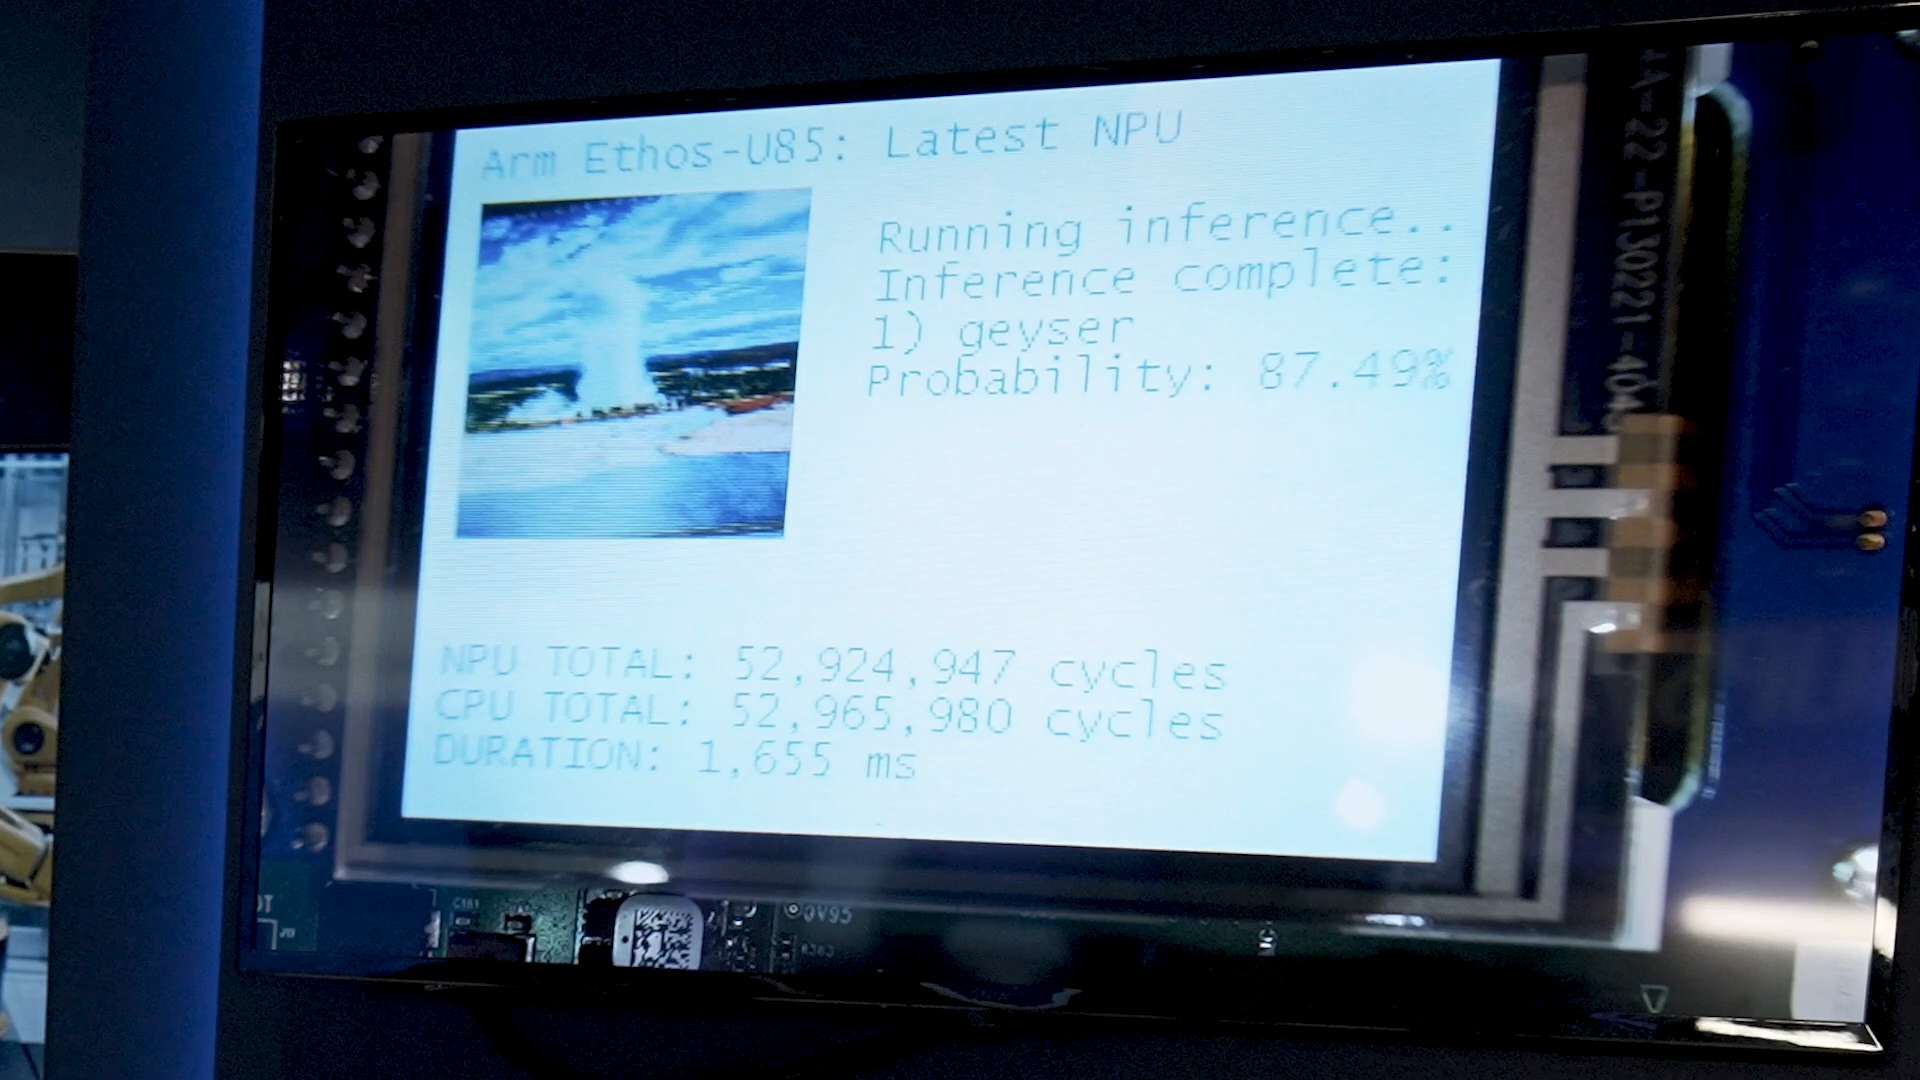 Arm Ethos-U85: Latest NPU
Running inference..
Inference complete:
1) geyser
Probability: 87.49%
NPU TOTAL: 52,924,947 cycles
CPU TOTAL: 52,965,980 cycles
DURATION: 1,655 ms
0V95